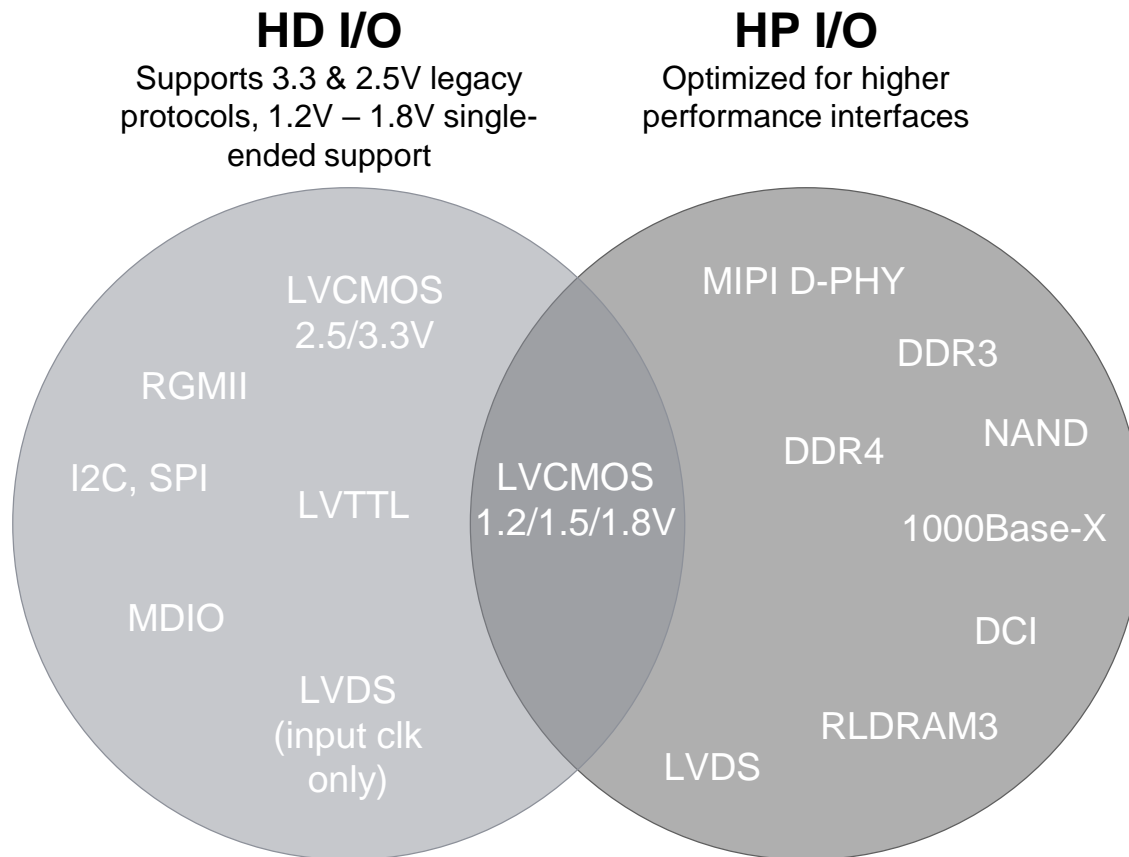 HD I/O
Supports 3.3 & 2.5V legacy
protocols, 1.2V – 1.8V single-
ended support
HP I/O
Optimized for higher
performance interfaces
LVCMOS
2.5/3.3V
RGMII
I2C, SPI
LVTTL
MDIO
LVDS
(input clk
only)
LVCMOS
1.2/1.5/1.8V
MIPI D-PHY
DDR3
NAND
DDR4
1000Base-X
DCI
RLDRAM3
LVDS